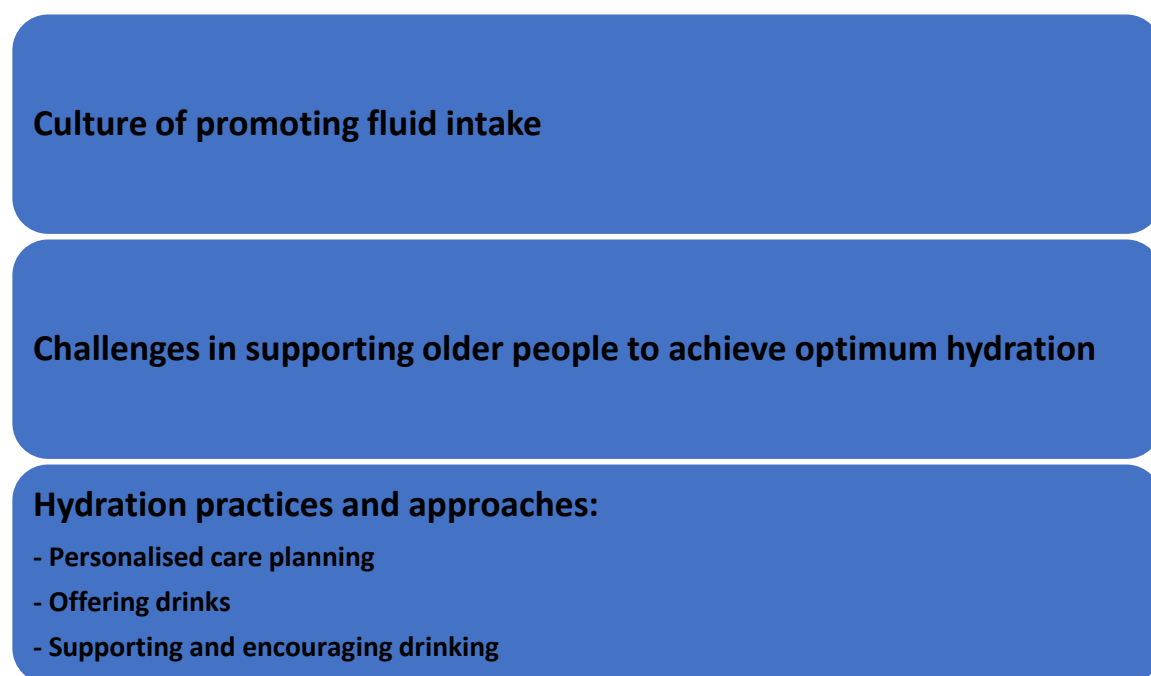 Culture of promoting fluid intake
Challenges in supporting older people to achieve optimum hydration
Hydration practices and approaches:
- Personalised care planning
- Offering drinks
- Supporting and encouraging drinking